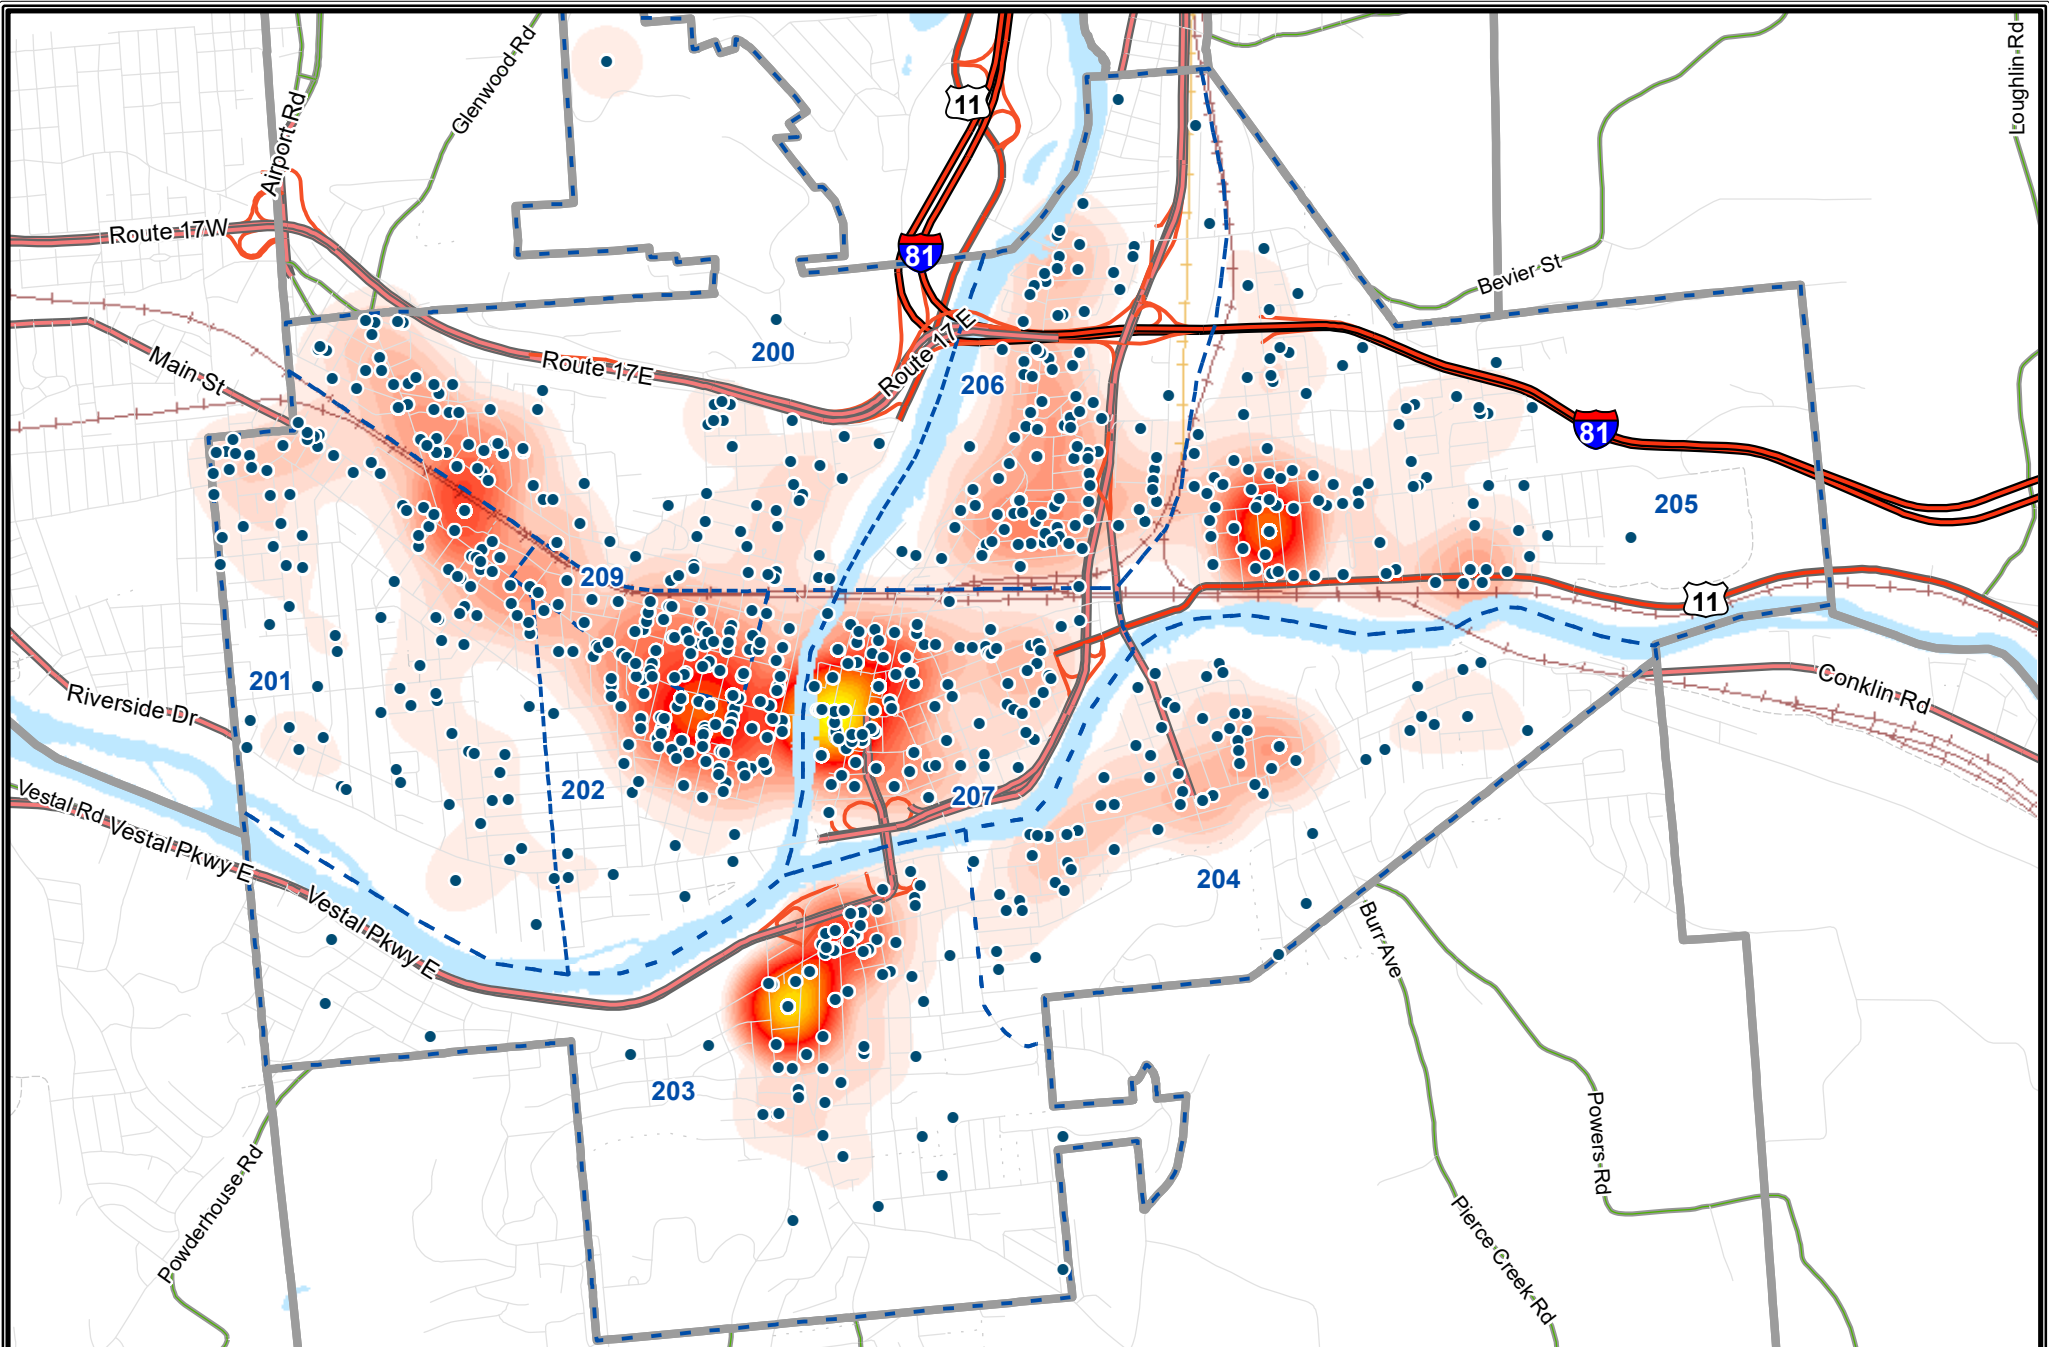 Glenwood Rd
Loughlin Rd
11
Airport Rd
Route 17W
81
Bevier St
Route 17 E
Main St
200
Route 17E
206
81
205
209
11
201
Conklin Rd
Riverside Dr
202
207
Vestal Rd
Vestal Pkwy E
204
Vestal Pkwy E
Burr Ave
203
Powers Rd
Powderhouse Rd
Pierce Creek Rd